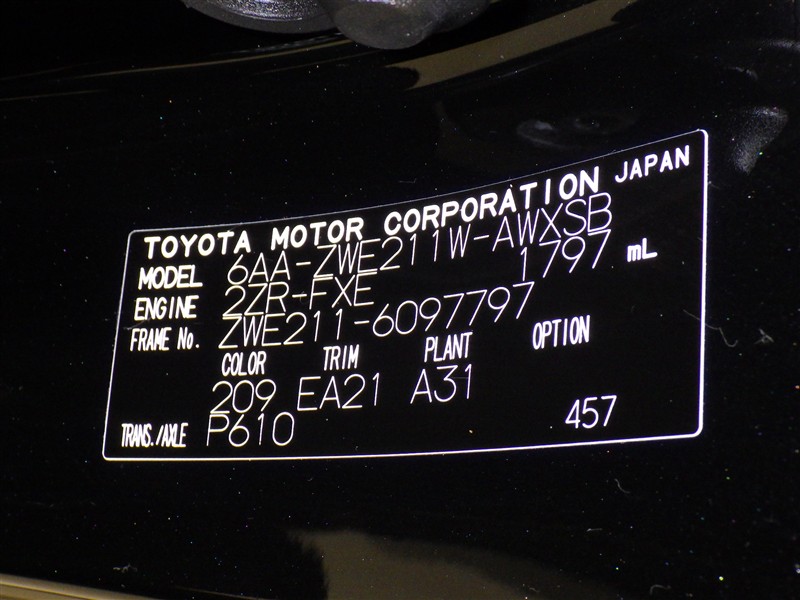 TOYOTA MOTOR CORPORATION JAPAN
MODEL 6AA-ZWE211W-AWXSB
ENGINE 2ZR-FXE 1797 mL
FRAME No. ZWE211-6097797
COLOR TRIM PLANT OPTION
209 EA21 A31
TRANS./AXLE P610 457